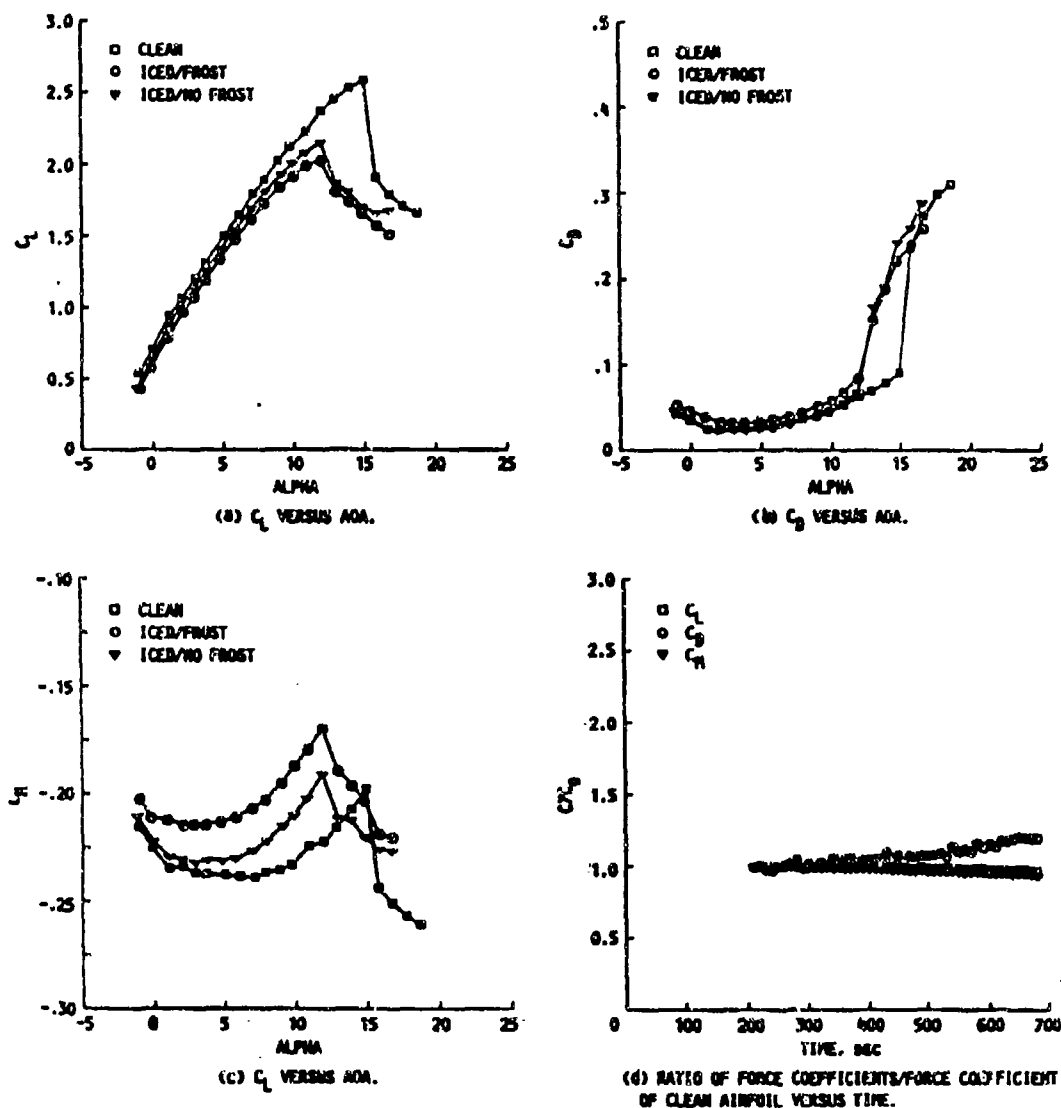 3.0
□ CLEAN
○ ICED/FROST
▼ ICED/NO FROST
2.5
2.0
C_L
1.5
1.0
0.5
0
-5 0 5 10 15 20 25
ALPHA
(a) C_L VERSUS AOA.
.5
□ CLEAN
○ ICED/FROST
▼ ICED/NO FROST
.4
.3
C_D
.2
.1
0
-5 0 5 10 15 20 25
ALPHA
(b) C_D VERSUS AOA.
-.10
□ CLEAN
○ ICED/FROST
▼ ICED/NO FROST
-.15
-.20
C_M
-.25
-.30
-5 0 5 10 15 20 25
ALPHA
(c) C_L VERSUS AOA.
3.0
□ C_L
○ C_D
▼ C_M
2.5
2.0
1.5
C/C_0
1.0
0.5
0 100 200 300 400 500 600 700
TIME, sec
(d) RATIO OF FORCE COEFFICIENTS/FORCE COEFFICIENT
OF CLEAN AIRFOIL VERSUS TIME.